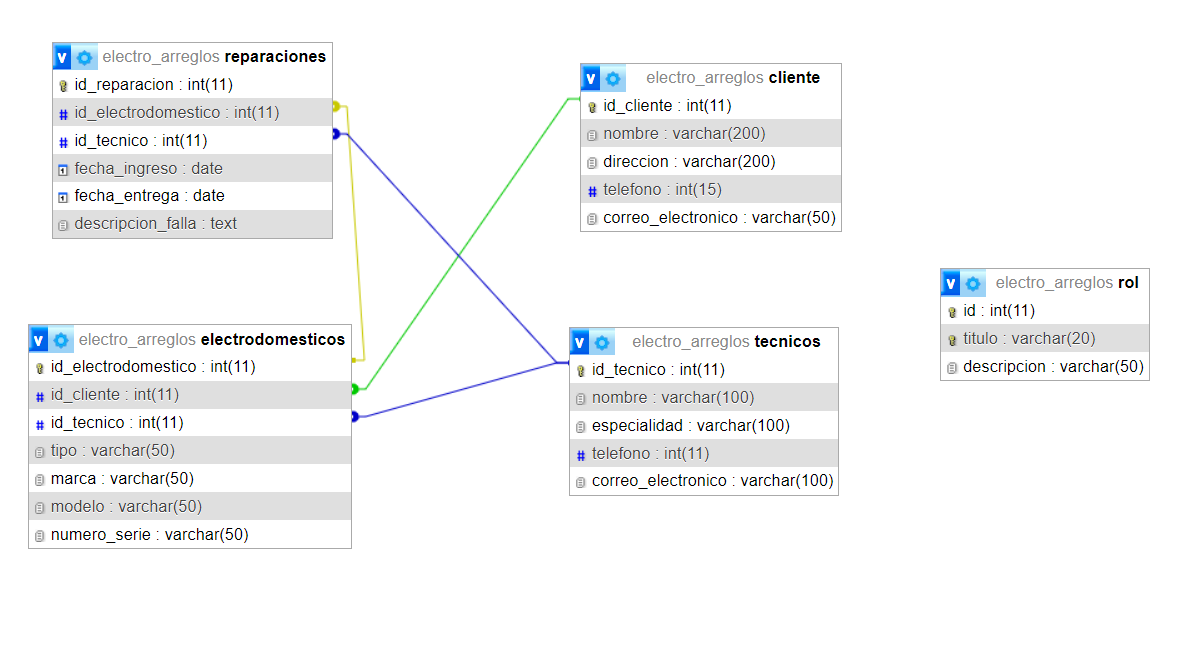 electro_arreglos reparaciones
id_reparacion : int(11)
id_electrodomestico : int(11)
id_tecnico : int(11)
fecha_ingreso : date
fecha_entrega : date
descripcion_falla : text
electro_arreglos cliente
id_cliente : int(11)
nombre : varchar(200)
direccion : varchar(200)
telefono : int(15)
correo_electronico : varchar(50)
electro_arreglos rol
id : int(11)
titulo : varchar(20)
descripcion : varchar(50)
electro_arreglos electrodomesticos
id_electrodomestico : int(11)
id_cliente : int(11)
id_tecnico : int(11)
tipo : varchar(50)
marca : varchar(50)
modelo : varchar(50)
numero_serie : varchar(50)
electro_arreglos tecnicos
id_tecnico : int(11)
nombre : varchar(100)
especialidad : varchar(100)
telefono : int(11)
correo_electronico : varchar(100)